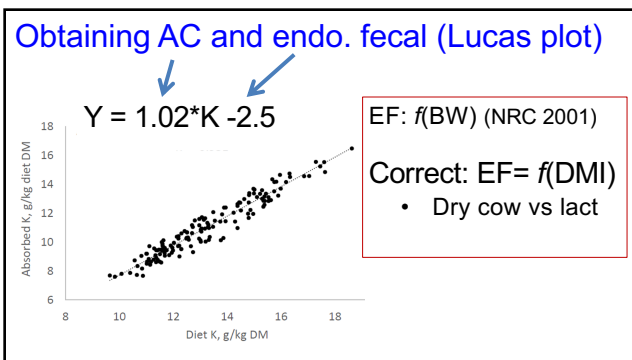 Obtaining AC and endo. fecal (Lucas plot)
Y = 1.02*K -2.5
18
16
14
12
10
8
6
Absorbed K, g/kg diet DM
8 10 12 14 16 18
Diet K, g/kg DM
EF: f(BW) (NRC 2001)
Correct: EF= f(DMI)
• Dry cow vs lact